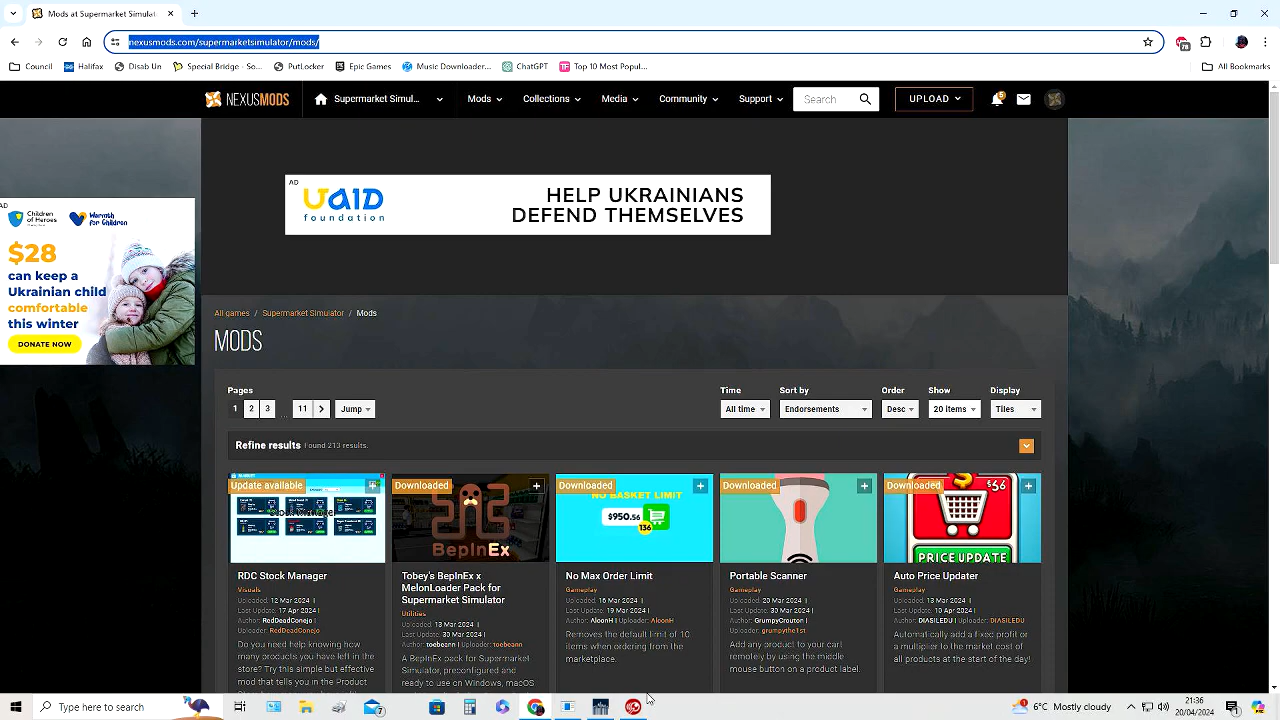 Mods at Supermarket Simulat
nexusmods.com/supermarketsimulator/mods/
78
Council
Halifax
Disab Un
Special Bridge - So...
PutLocker
Epic Games
Music Downloader...
ChatGPT
Top 10 Most Popul...
All Bookmarks
NEXUSMODS
Supermarket Simul...
Mods
Collections
Media
Community
Support
Search
UPLOAD
5
AD
UAID
foundation
HELP UKRAINIANS
DEFEND THEMSELVES
AD
Children
of Heroes
Warmth
for Children
$28
can keep a
Ukrainian child
comfortable
this winter
DONATE NOW
All games / Supermarket Simulator / Mods
MODS
Pages
1 2 3 ... 11 > Jump
Time
All time
Sort by
Endorsements
Order
Desc
Show
20 items
Display
Tiles
Refine results Found 213 results.
Update available
RDC Stock Manager
Visuals
Uploaded: 12 Mar 2024 |
Last Update: 17 Apr 2024 |
Author: RedDeadConejo |
Uploader: RedDeadConejo
Do you need help knowing how
many products you have left in
the store? Try this simple but effective
mod that tells you in the Product
Downloaded
BepInEx
Tobey's BepInEx x
MelonLoader Pack for
Supermarket Simulator
Utilities
Uploaded: 13 Mar 2024 |
Last Update: 30 Mar 2024 |
Author: toebeann | Uploader: toebeann
A BepInEx pack for Supermarket
Simulator, preconfigured and
ready to use on Windows, macOS
Downloaded
NO BASKET LIMIT
$950.56
136
No Max Order Limit
Gameplay
Uploaded: 16 Mar 2024 |
Last Update: 19 Mar 2024 |
Author: AloonH | Uploader: AloonH
Removes the default limit of 10
items when ordering from the
marketplace.
Downloaded
Portable Scanner
Gameplay
Uploaded: 20 Mar 2024 |
Last Update: 30 Mar 2024 |
Author: GrumpyCrouton |
Uploader: grumpythe1st
Add any product to your cart
remotely by using the middle
mouse button on a product label.
Downloaded
$66
PRICE UPDATE
Auto Price Updater
Gameplay
Uploaded: 13 Mar 2024 |
Last Update: 10 Apr 2024 |
Author: DIASILEDU | Uploader: DIASILEDU
Automatically add a fixed profit or
a multiplier to the market cost of
all products at the start of the day!
Type here to search
7
6°C Mostly cloudy
21:36
20/04/2024